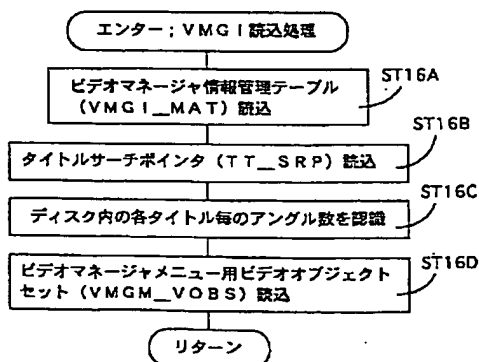 エンター；ＶＭＧＩ読込処理
ビデオマネージャ情報管理テーブル
（ＶＭＧＩ＿ＭＡＴ）読込
ST16A
タイトルサーチポインタ（ＴＴ＿ＳＲＰ）読込
ST16B
ディスク内の各タイトル毎のアングル数を認識
ST16C
ビデオマネージャメニュー用ビデオオブジェクト
セット（ＶＭＧＭ＿ＶＯＢＳ）読込
ST16D
リターン